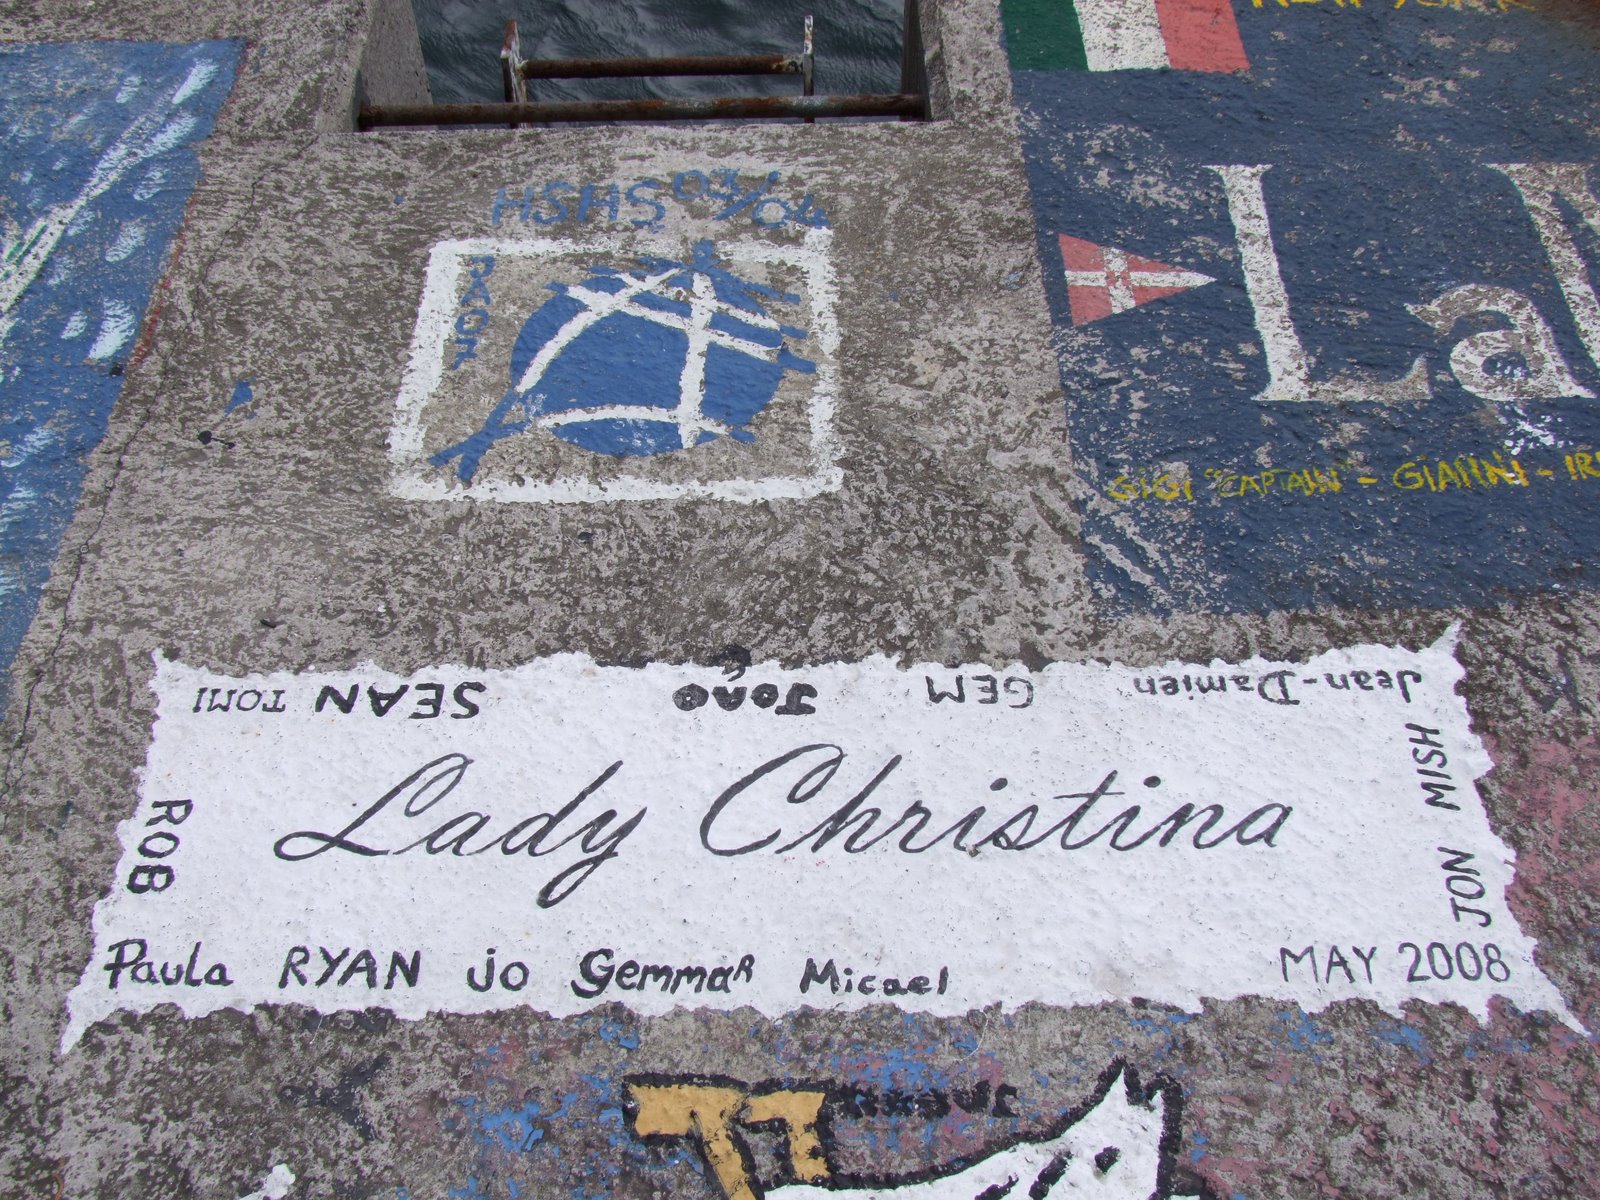 HSHS 03/04
LaM
GIGI "CAPTAIN" - GIANNI - IR
TOMI SEAN João GEM Jean-Damien
MISH
Lady Christina
ROB
JON
Paula RYAN jo Gemma R Micael MAY 2008